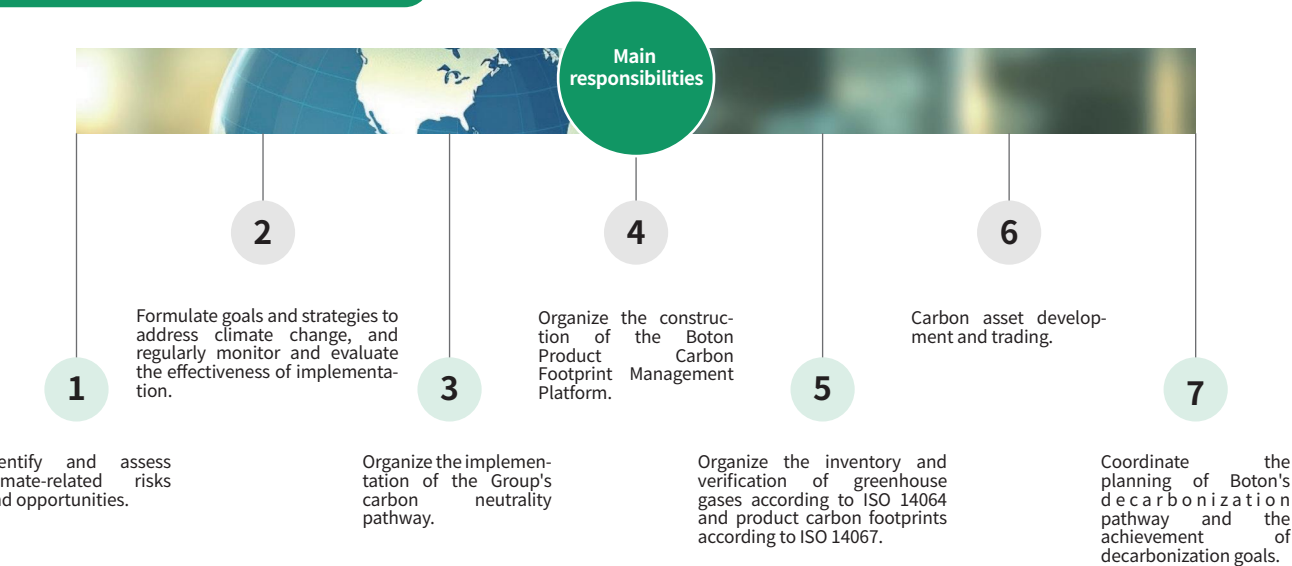 Main
responsibilities
1
entify and assess
mate-related risks
d opportunities.
2
Formulate goals and strategies to
address climate change, and
regularly monitor and evaluate
the effectiveness of implementa-
tion.
3
Organize the implemen-
tation of the Group's
carbon neutrality
pathway.
4
Organize the construc-
tion of the Boton
Product Carbon
Footprint Management
Platform.
5
Organize the inventory and
verification of greenhouse
gases according to ISO 14064
and product carbon footprints
according to ISO 14067.
6
Carbon asset develop-
ment and trading.
7
Coordinate the
planning of Boton's
decarbonization
pathway and the
achievement of
decarbonization goals.